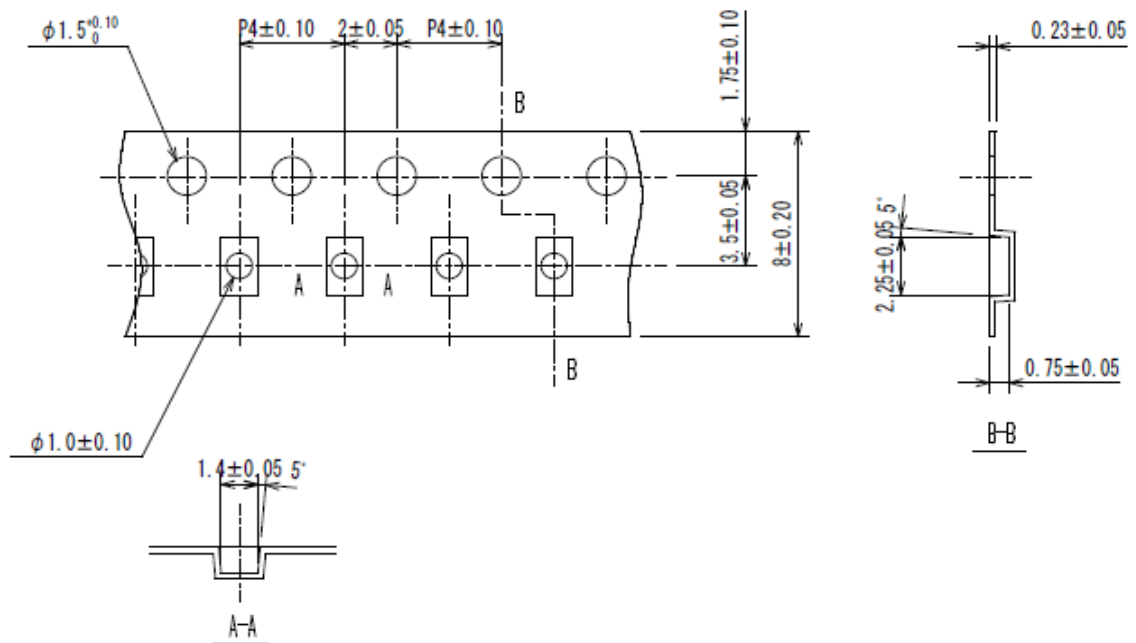 φ1.5+0.10 0
P4±0.10
2±0.05
P4±0.10
1.75±0.10
0.23±0.05
B
3.5±0.05
8±0.20
2.25±0.05
5°
A
A
B
0.75±0.05
B-B
φ1.0±0.10
1.4±0.05
5°
A-A